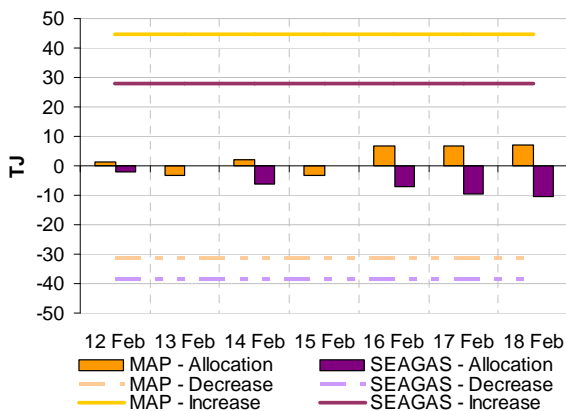 50
40
30
20
10
0
-10
-20
-30
-40
-50
TJ
12 Feb 13 Feb 14 Feb 15 Feb 16 Feb 17 Feb 18 Feb
MAP - Allocation SEAGAS - Allocation
MAP - Decrease SEAGAS - Decrease
MAP - Increase SEAGAS - Increase